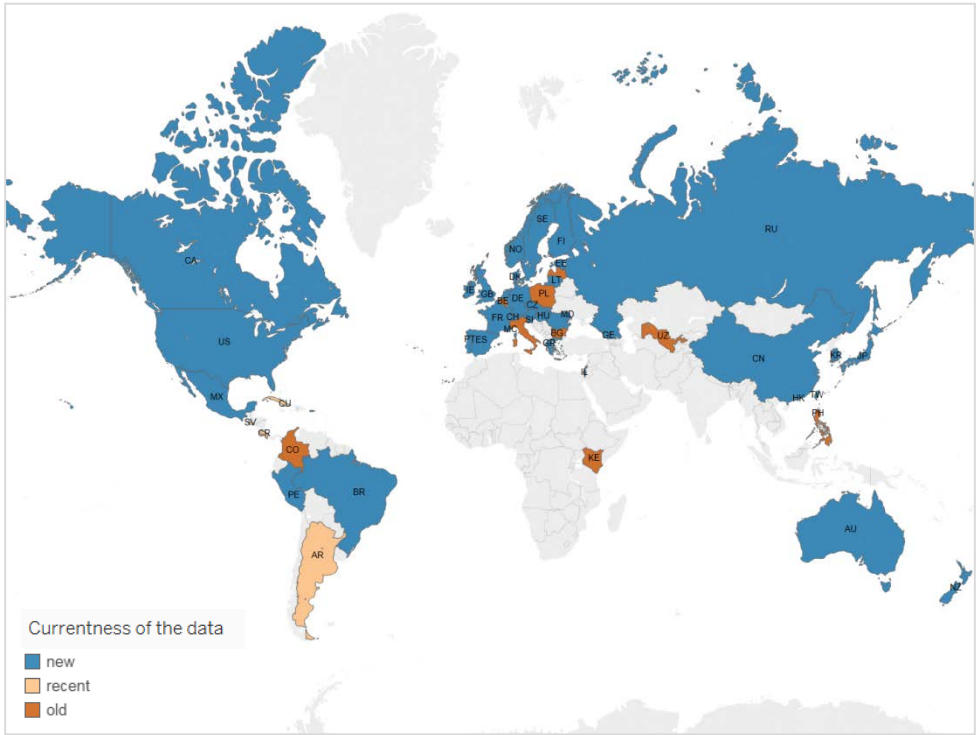 SE
RU
FI
NO
EE
DK
LT
CA
IE
GB
DE
PL
BE
CZ
FR
CH
SI
HU
MD
MC
BG
GE
UZ
PT
ES
GR
US
CN
KR
JP
IL
MX
CU
HK
TW
SV
CR
PH
CO
KE
PE
BR
AU
AR
NZ
Currentness of the data
new
recent
old